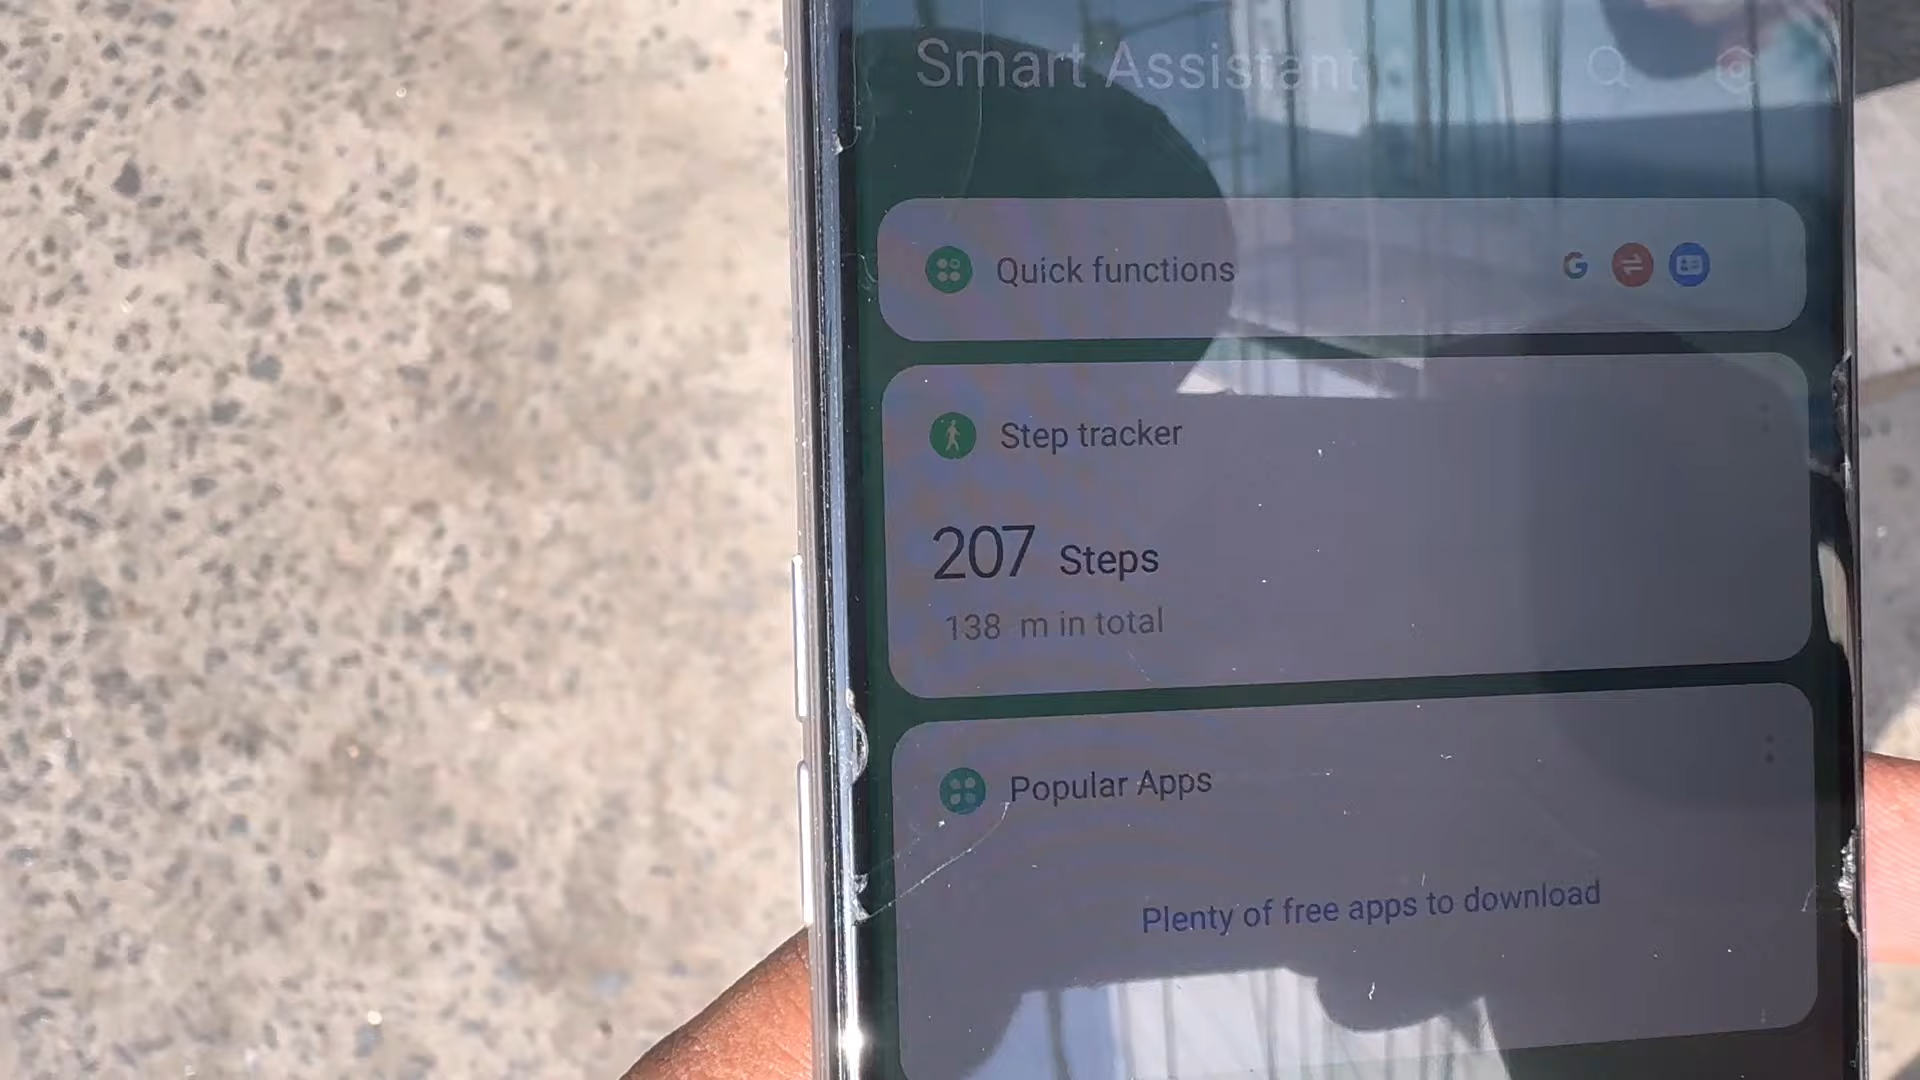 Smart Assistant
Quick functions
G
Step tracker
207 Steps
138 m in total
Popular Apps
Plenty of free apps to download